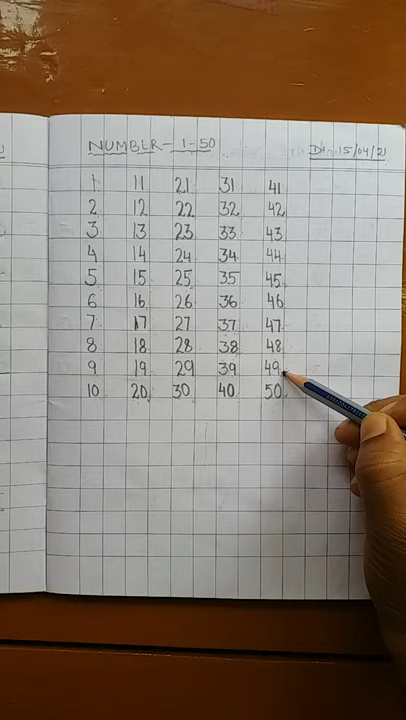 NUMBER - 1 - 50
Dt - 15/04/21
1 11 21 31 41
2 12 22 32 42
3 13 23 33 43
4 14 24 34 44
5 15 25 35 45
6 16 26 36 46
7 17 27 37 47
8 18 28 38 48
9 19 29 39 49
10 20 30 40 50